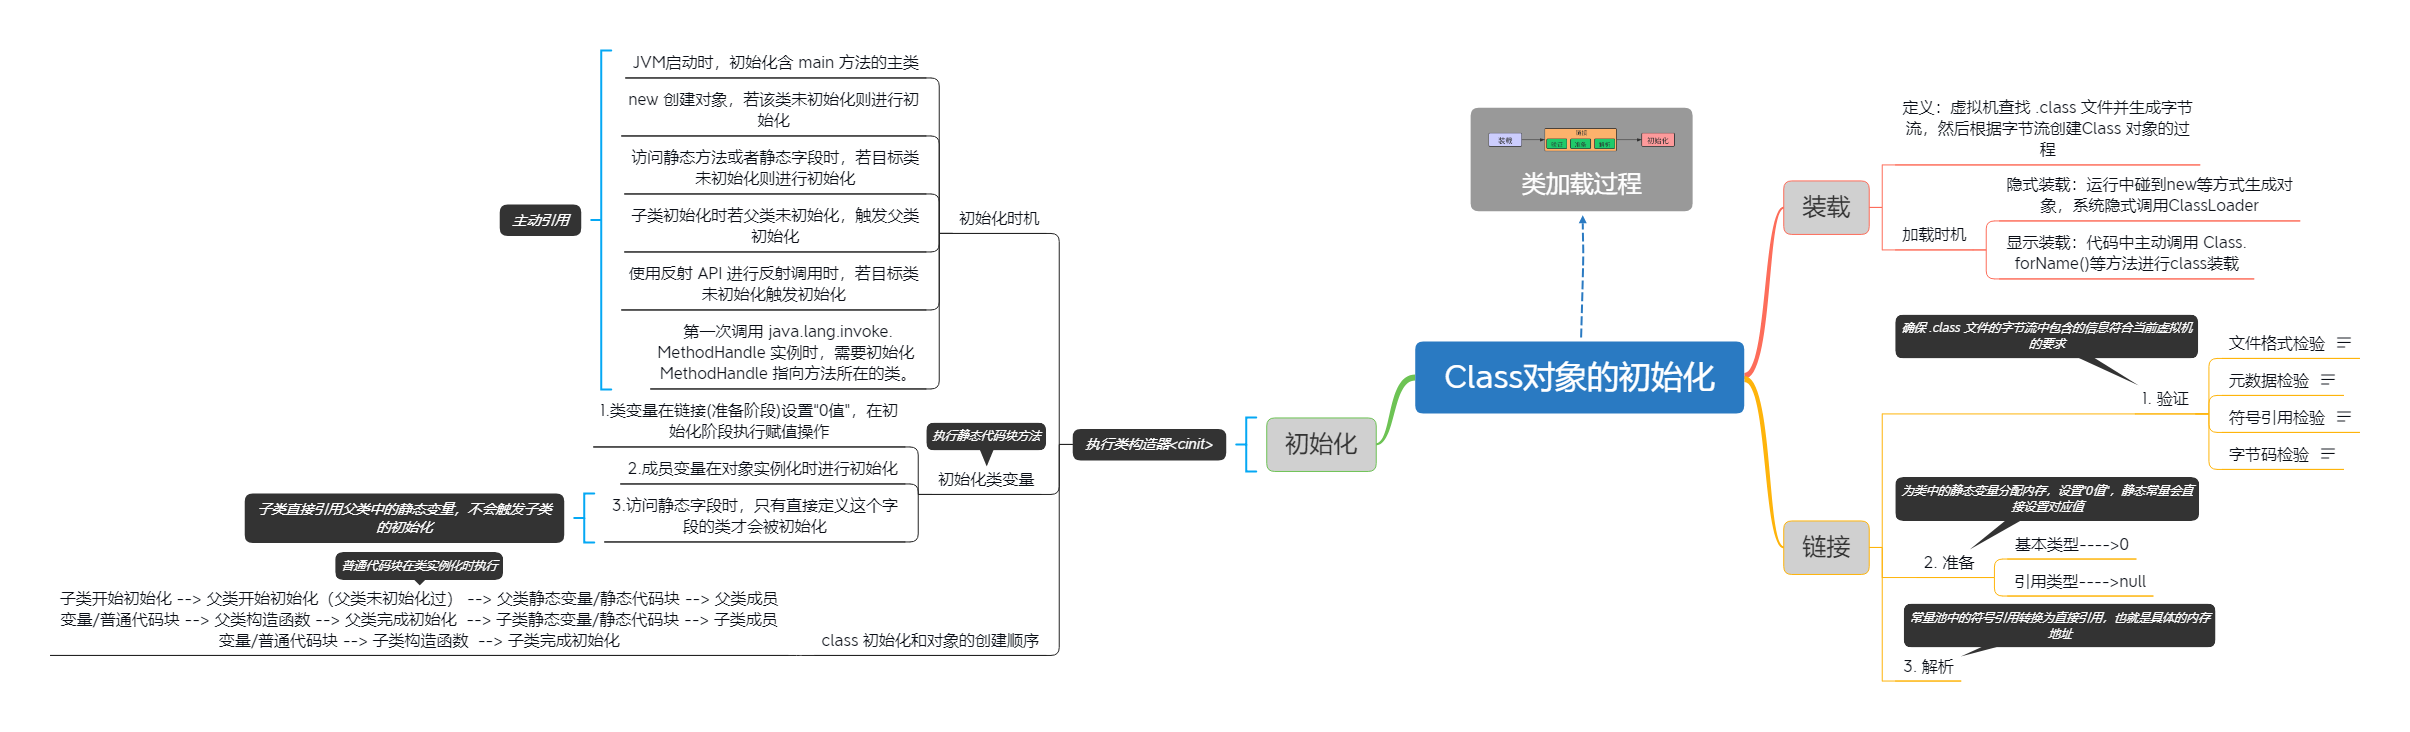 Class对象的初始化
类加载过程
装载
链接
验证
准备
解析
初始化
装载
定义：虚拟机查找 .class 文件并生成字节
流，然后根据字节流创建Class 对象的过
程
加载时机
隐式装载：运行中碰到new等方式生成对
象，系统隐式调用ClassLoader
显示装载：代码中主动调用 Class.
forName()等方法进行class装载
链接
确保 .class 文件的字节流中包含的信息符合当前虚拟机
的要求
1. 验证
文件格式检验
元数据检验
符号引用检验
字节码检验
为类中的静态变量分配内存，设置"0值"，静态常量会直
接设置对应值
2. 准备
基本类型---->0
引用类型---->null
常量池中的符号引用转换为直接引用，也就是具体的内存
地址
3. 解析
初始化
执行类构造器<cinit>
初始化时机
主动引用
JVM启动时，初始化含 main 方法的主类
new 创建对象，若该类未初始化则进行初
始化
访问静态方法或者静态字段时，若目标类
未初始化则进行初始化
子类初始化时若父类未初始化，触发父类
初始化
使用反射 API 进行反射调用时，若目标类
未初始化触发初始化
第一次调用 java.lang.invoke.
MethodHandle 实例时，需要初始化
MethodHandle 指向方法所在的类。
执行静态代码块方法
初始化类变量
1.类变量在链接(准备阶段)设置"0值"，在初
始化阶段执行赋值操作
2.成员变量在对象实例化时进行初始化
3.访问静态字段时，只有直接定义这个字
段的类才会被初始化
子类直接引用父类中的静态变量，不会触发子类
的初始化
class 初始化和对象的创建顺序
普通代码块在类实例化时执行
子类开始初始化 --> 父类开始初始化（父类未初始化过） --> 父类静态变量/静态代码块 --> 父类成员
变量/普通代码块 --> 父类构造函数 --> 父类完成初始化 --> 子类静态变量/静态代码块 --> 子类成员
变量/普通代码块 --> 子类构造函数 --> 子类完成初始化